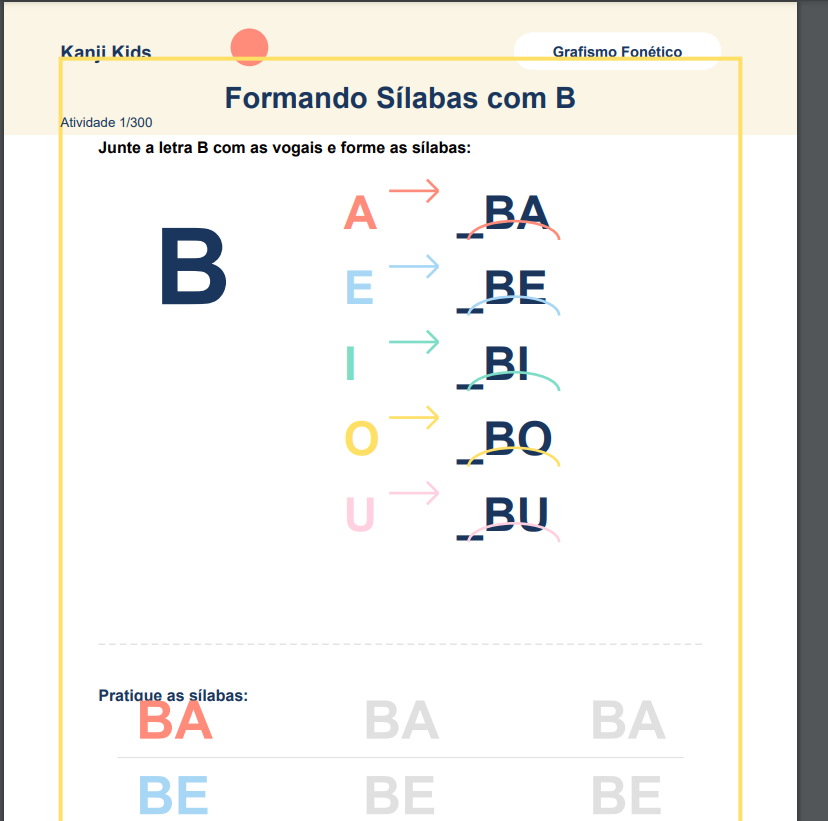 Kanji Kids
Grafismo Fonético
Formando Sílabas com B
Atividade 1/300
Junte a letra B com as vogais e forme as sílabas:
B
A _BA
E _BE
I _BI
O _BO
U _BU
Pratique as sílabas:
BA BA BA
BE BE BE